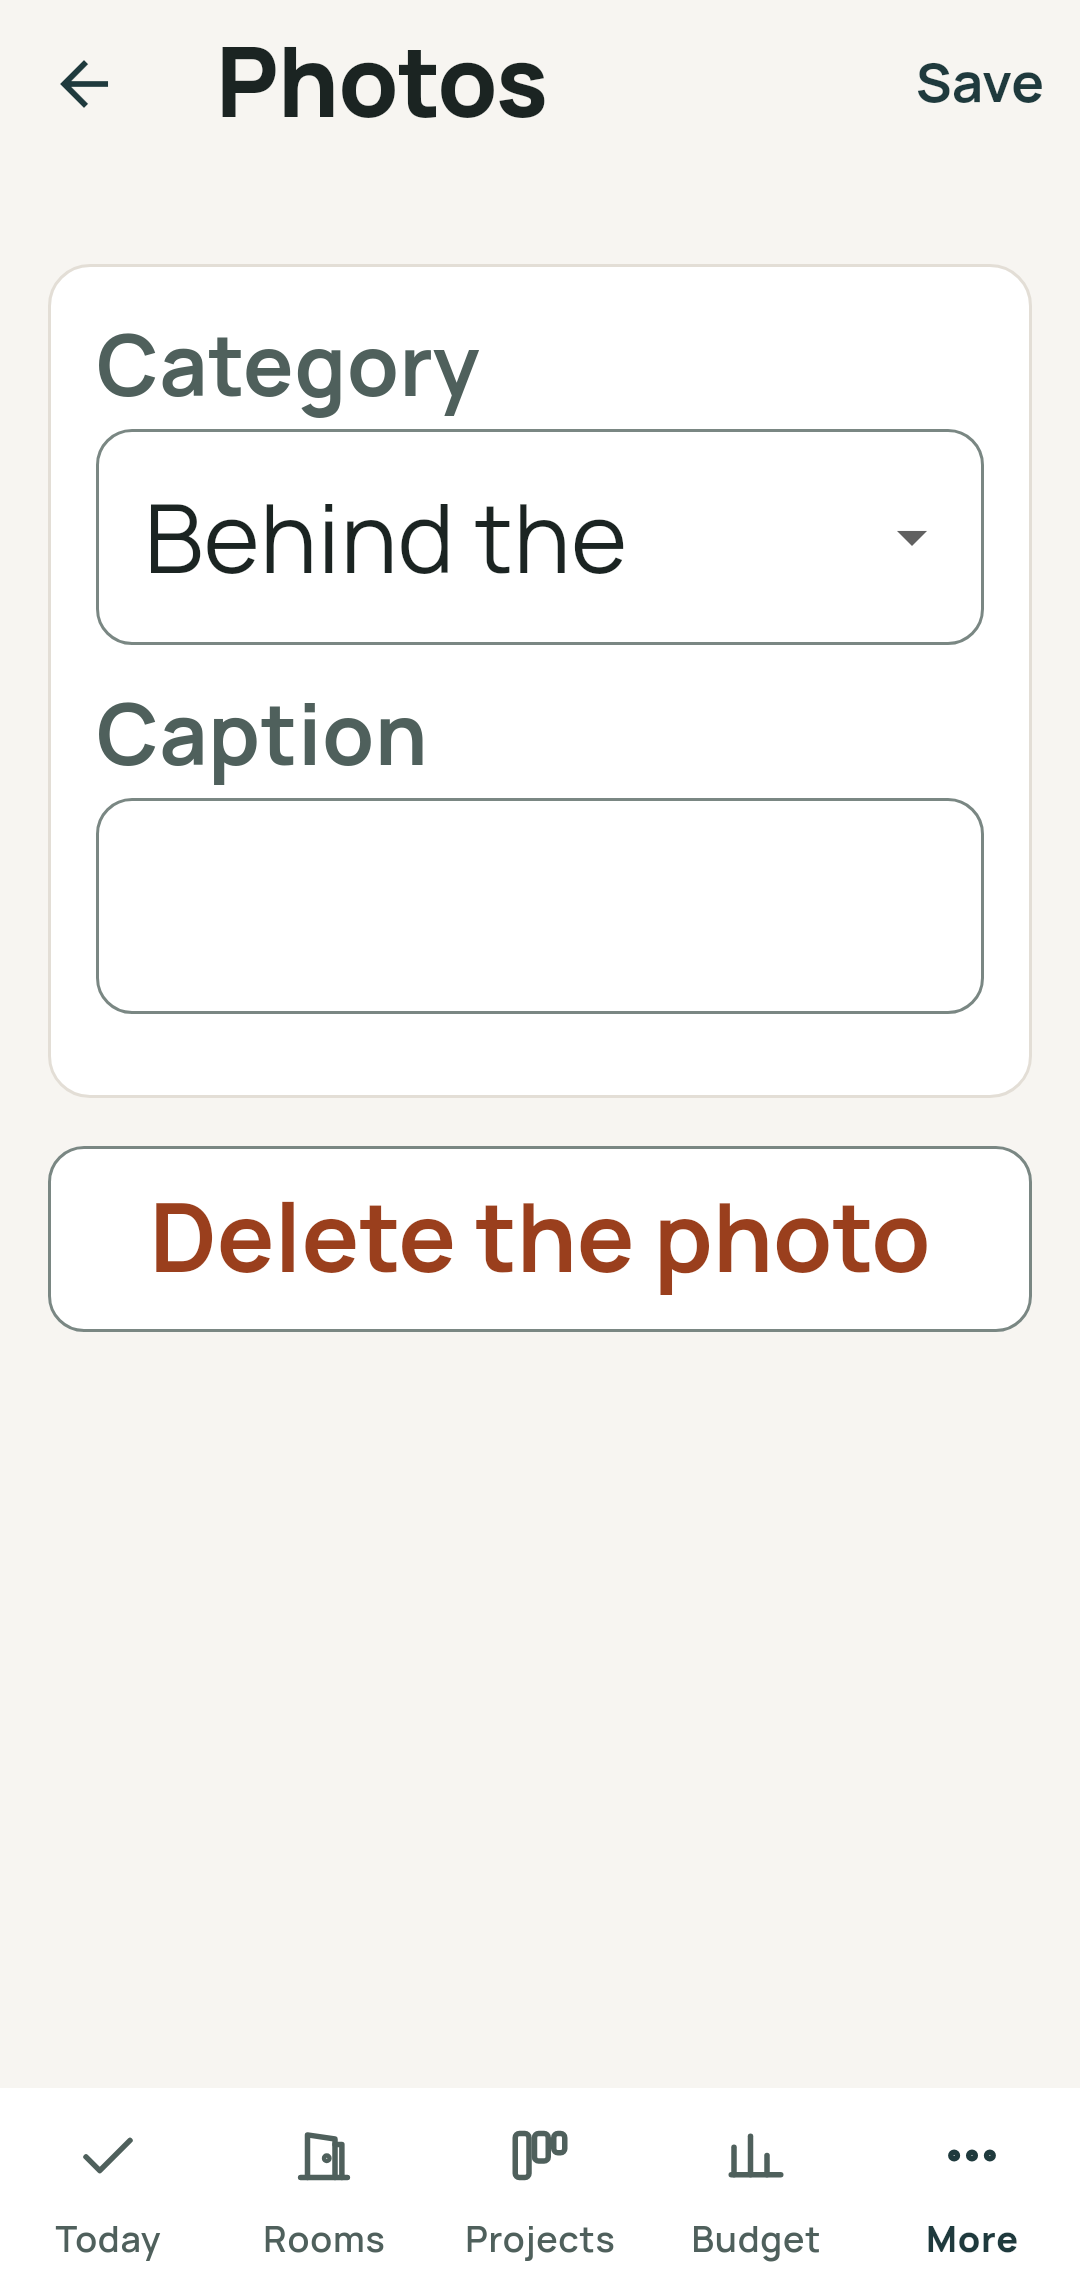 Photos
Save
Category
Behind the
Caption
Delete the photo
Today
Rooms
Projects
Budget
More